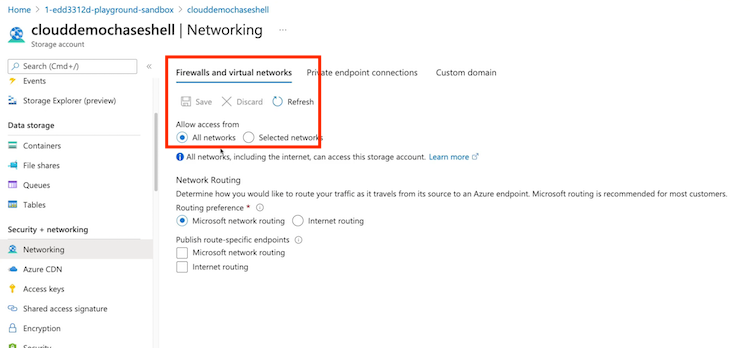 Home > 1-edd3312d-playground-sandbox > clouddemochaseshell
clouddemochaseshell | Networking ...
Storage account
Search (Cmd+/)
«
Events
Storage Explorer (preview)
Data storage
Containers
File shares
Queues
Tables
Security + networking
Networking
Azure CDN
Access keys
Shared access signature
Encryption
Security
Firewalls and virtual networks Private endpoint connections Custom domain
Save Discard Refresh
Allow access from
All networks Selected networks
All networks, including the internet, can access this storage account. Learn more
Network Routing
Determine how you would like to route your traffic as it travels from its source to an Azure endpoint. Microsoft routing is recommended for most customers.
Routing preference *
Microsoft network routing Internet routing
Publish route-specific endpoints
Microsoft network routing
Internet routing